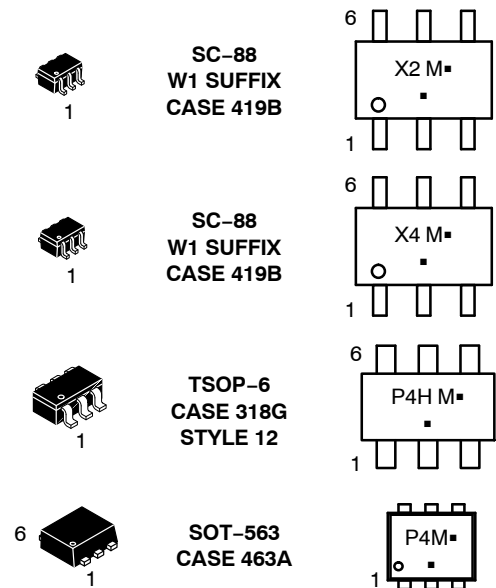 6
1
SC–88
W1 SUFFIX
CASE 419B
X2 M▪
▪
1
6
1
SC–88
W1 SUFFIX
CASE 419B
X4 M▪
▪
1
6
1
TSOP–6
CASE 318G
STYLE 12
P4H M▪
▪
1
6
6
1
SOT–563
CASE 463A
P4M▪
▪
1